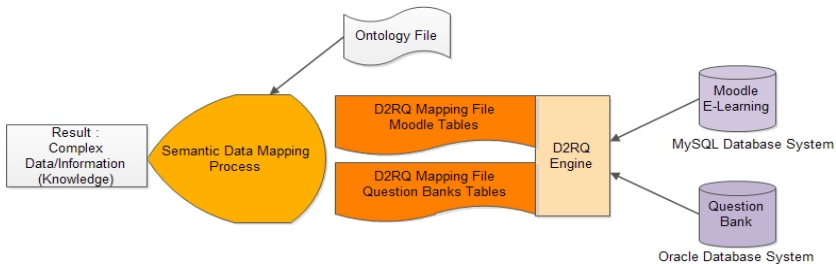 Ontology File
Result :
Complex
Data/Information
(Knowledge)
Semantic Data Mapping
Process
D2RQ Mapping File
Moodle Tables
D2RQ Mapping File
Question Banks Tables
D2RQ
Engine
Moodle
E-Learning
MySQL Database System
Question
Bank
Oracle Database System